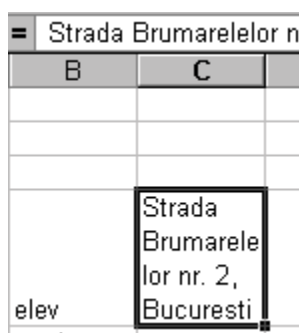 = Strada Brumarelelor n
B C
Strada
Brumarele
lor nr. 2,
elev Bucuresti